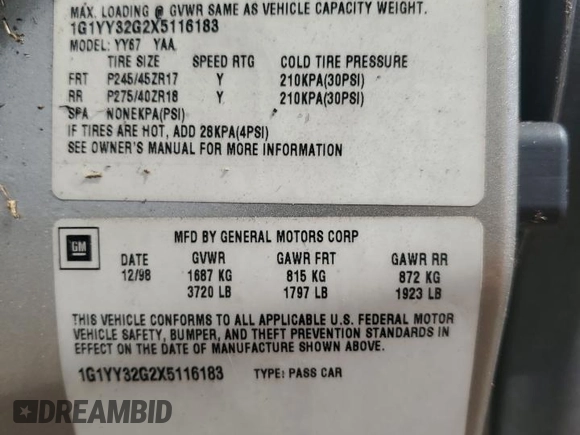 MAX. LOADING @ GVWR SAME AS VEHICLE CAPACITY WEIGHT.
1G1YY32G2X5116183
MODEL: YY67 YAA
TIRE SIZE SPEED RTG COLD TIRE PRESSURE
FRT P245/45ZR17 Y 210KPA(30PSI)
RR P275/40ZR18 Y 210KPA(30PSI)
SPA NONEKPA(PSI)
IF TIRES ARE HOT, ADD 28KPA(4PSI)
SEE OWNER'S MANUAL FOR MORE INFORMATION
GM
MFD BY GENERAL MOTORS CORP
DATE GVWR GAWR FRT GAWR RR
12/98 1687 KG 815 KG 872 KG
3720 LB 1797 LB 1923 LB
THIS VEHICLE CONFORMS TO ALL APPLICABLE U.S. FEDERAL MOTOR
VEHICLE SAFETY, BUMPER, AND THEFT PREVENTION STANDARDS IN
EFFECT ON THE DATE OF MANUFACTURE SHOWN ABOVE.
1G1YY32G2X5116183 TYPE: PASS CAR
DREAMBID